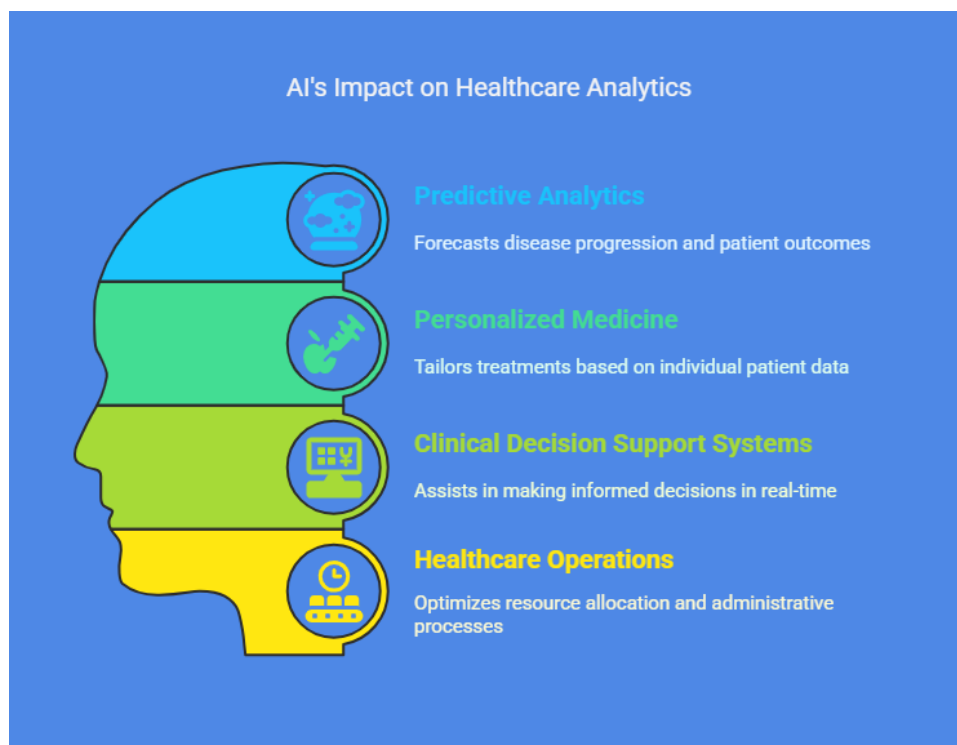 AI's Impact on Healthcare Analytics
Predictive Analytics
Forecasts disease progression and patient outcomes
Personalized Medicine
Tailors treatments based on individual patient data
Clinical Decision Support Systems
Assists in making informed decisions in real-time
Healthcare Operations
Optimizes resource allocation and administrative
processes